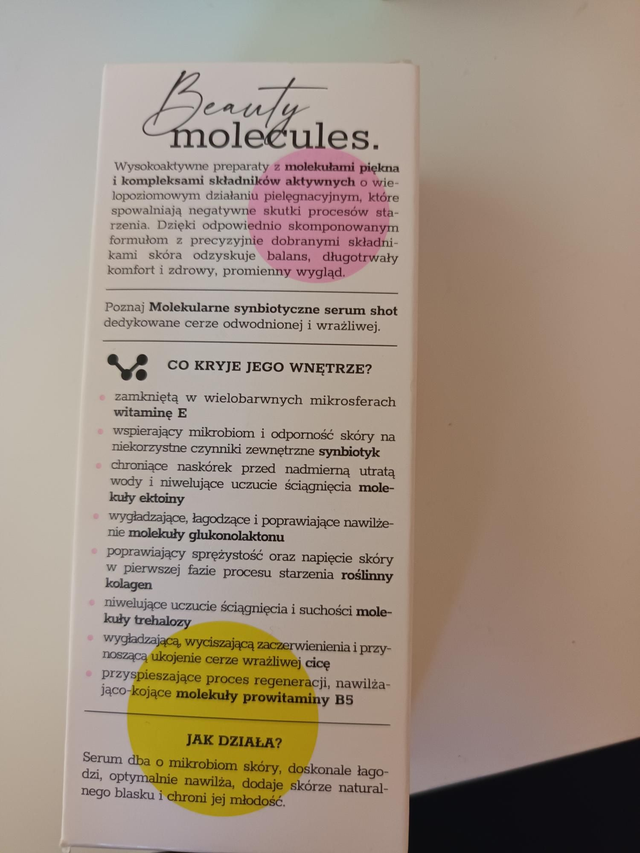 Beauty
molecules.
Wysokoaktywne preparaty z molekułami piękna
i kompleksami składników aktywnych o wie-
lopoziomowym działaniu pielęgnacyjnym, które
spowalniają negatywne skutki procesów sta-
rzenia. Dzięki odpowiednio skomponowanym
formułom z precyzyjnie dobranymi składni-
kami skóra odzyskuje balans, długotrwały
komfort i zdrowy, promienny wygląd.
Poznaj Molekularne synbiotyczne serum shot
dedykowane cerze odwodnionej i wrażliwej.
CO KRYJE JEGO WNĘTRZE?
zamkniętą w wielobarwnych mikrosferach
witaminę E
wspierający mikrobiom i odporność skóry na
niekorzystne czynniki zewnętrzne synbiotyk
chroniące naskórek przed nadmierną utratą
wody i niwelujące uczucie ściągnięcia mole-
kuły ektoiny
wygładzające, łagodzące i poprawiające nawilże-
nie molekuły glukonolaktonu
poprawiający sprężystość oraz napięcie skóry
w pierwszej fazie procesu starzenia roślinny
kolagen
niwelujące uczucie ściągnięcia i suchości mole-
kuły trehalozy
wygładzającą, wyciszającą zaczerwienienia i przy-
noszącą ukojenie cerze wrażliwej cicę
przyspieszające proces regeneracji, nawilża-
jąco-kojące molekuły prowitaminy B5
JAK DZIAŁA?
Serum dba o mikrobiom skóry, doskonale łago-
dzi, optymalnie nawilża, dodaje skórze natural-
nego blasku i chroni jej młodość.